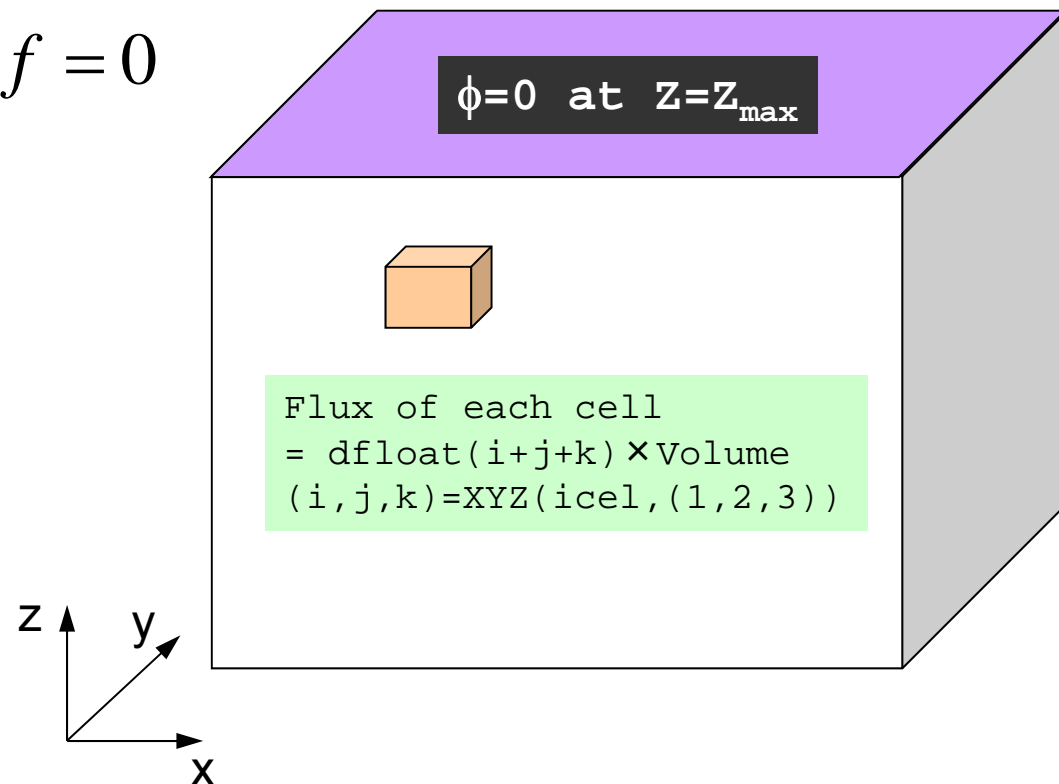 f = 0
ϕ=0 at Z=Zmax
Flux of each cell
= dfloat(i+j+k)×Volume
(i,j,k)=XYZ(icel,(1,2,3))
z
y
x